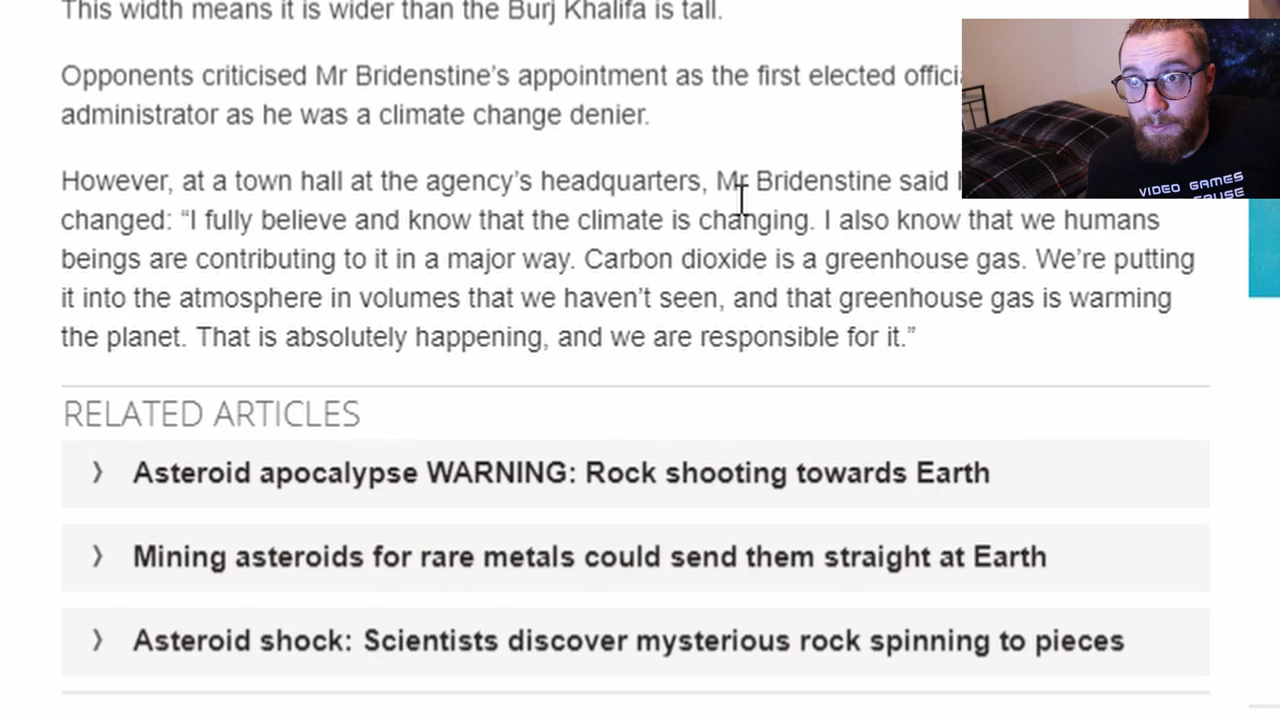 This width means it is wider than the Burj Khalifa is tall.
Opponents criticised Mr Bridenstine’s appointment as the first elected
administrator as he was a climate change denier.
However, at a town hall at the agency’s headquarters, Mr Bridenstine said
changed: “I fully believe and know that the climate is changing. I also know that we humans
beings are contributing to it in a major way. Carbon dioxide is a greenhouse gas. We’re putting
it into the atmosphere in volumes that we haven’t seen, and that greenhouse gas is warming
the planet. That is absolutely happening, and we are responsible for it.”
VIDEO GAMES
RELATED ARTICLES
Asteroid apocalypse WARNING: Rock shooting towards Earth
Mining asteroids for rare metals could send them straight at Earth
Asteroid shock: Scientists discover mysterious rock spinning to pieces